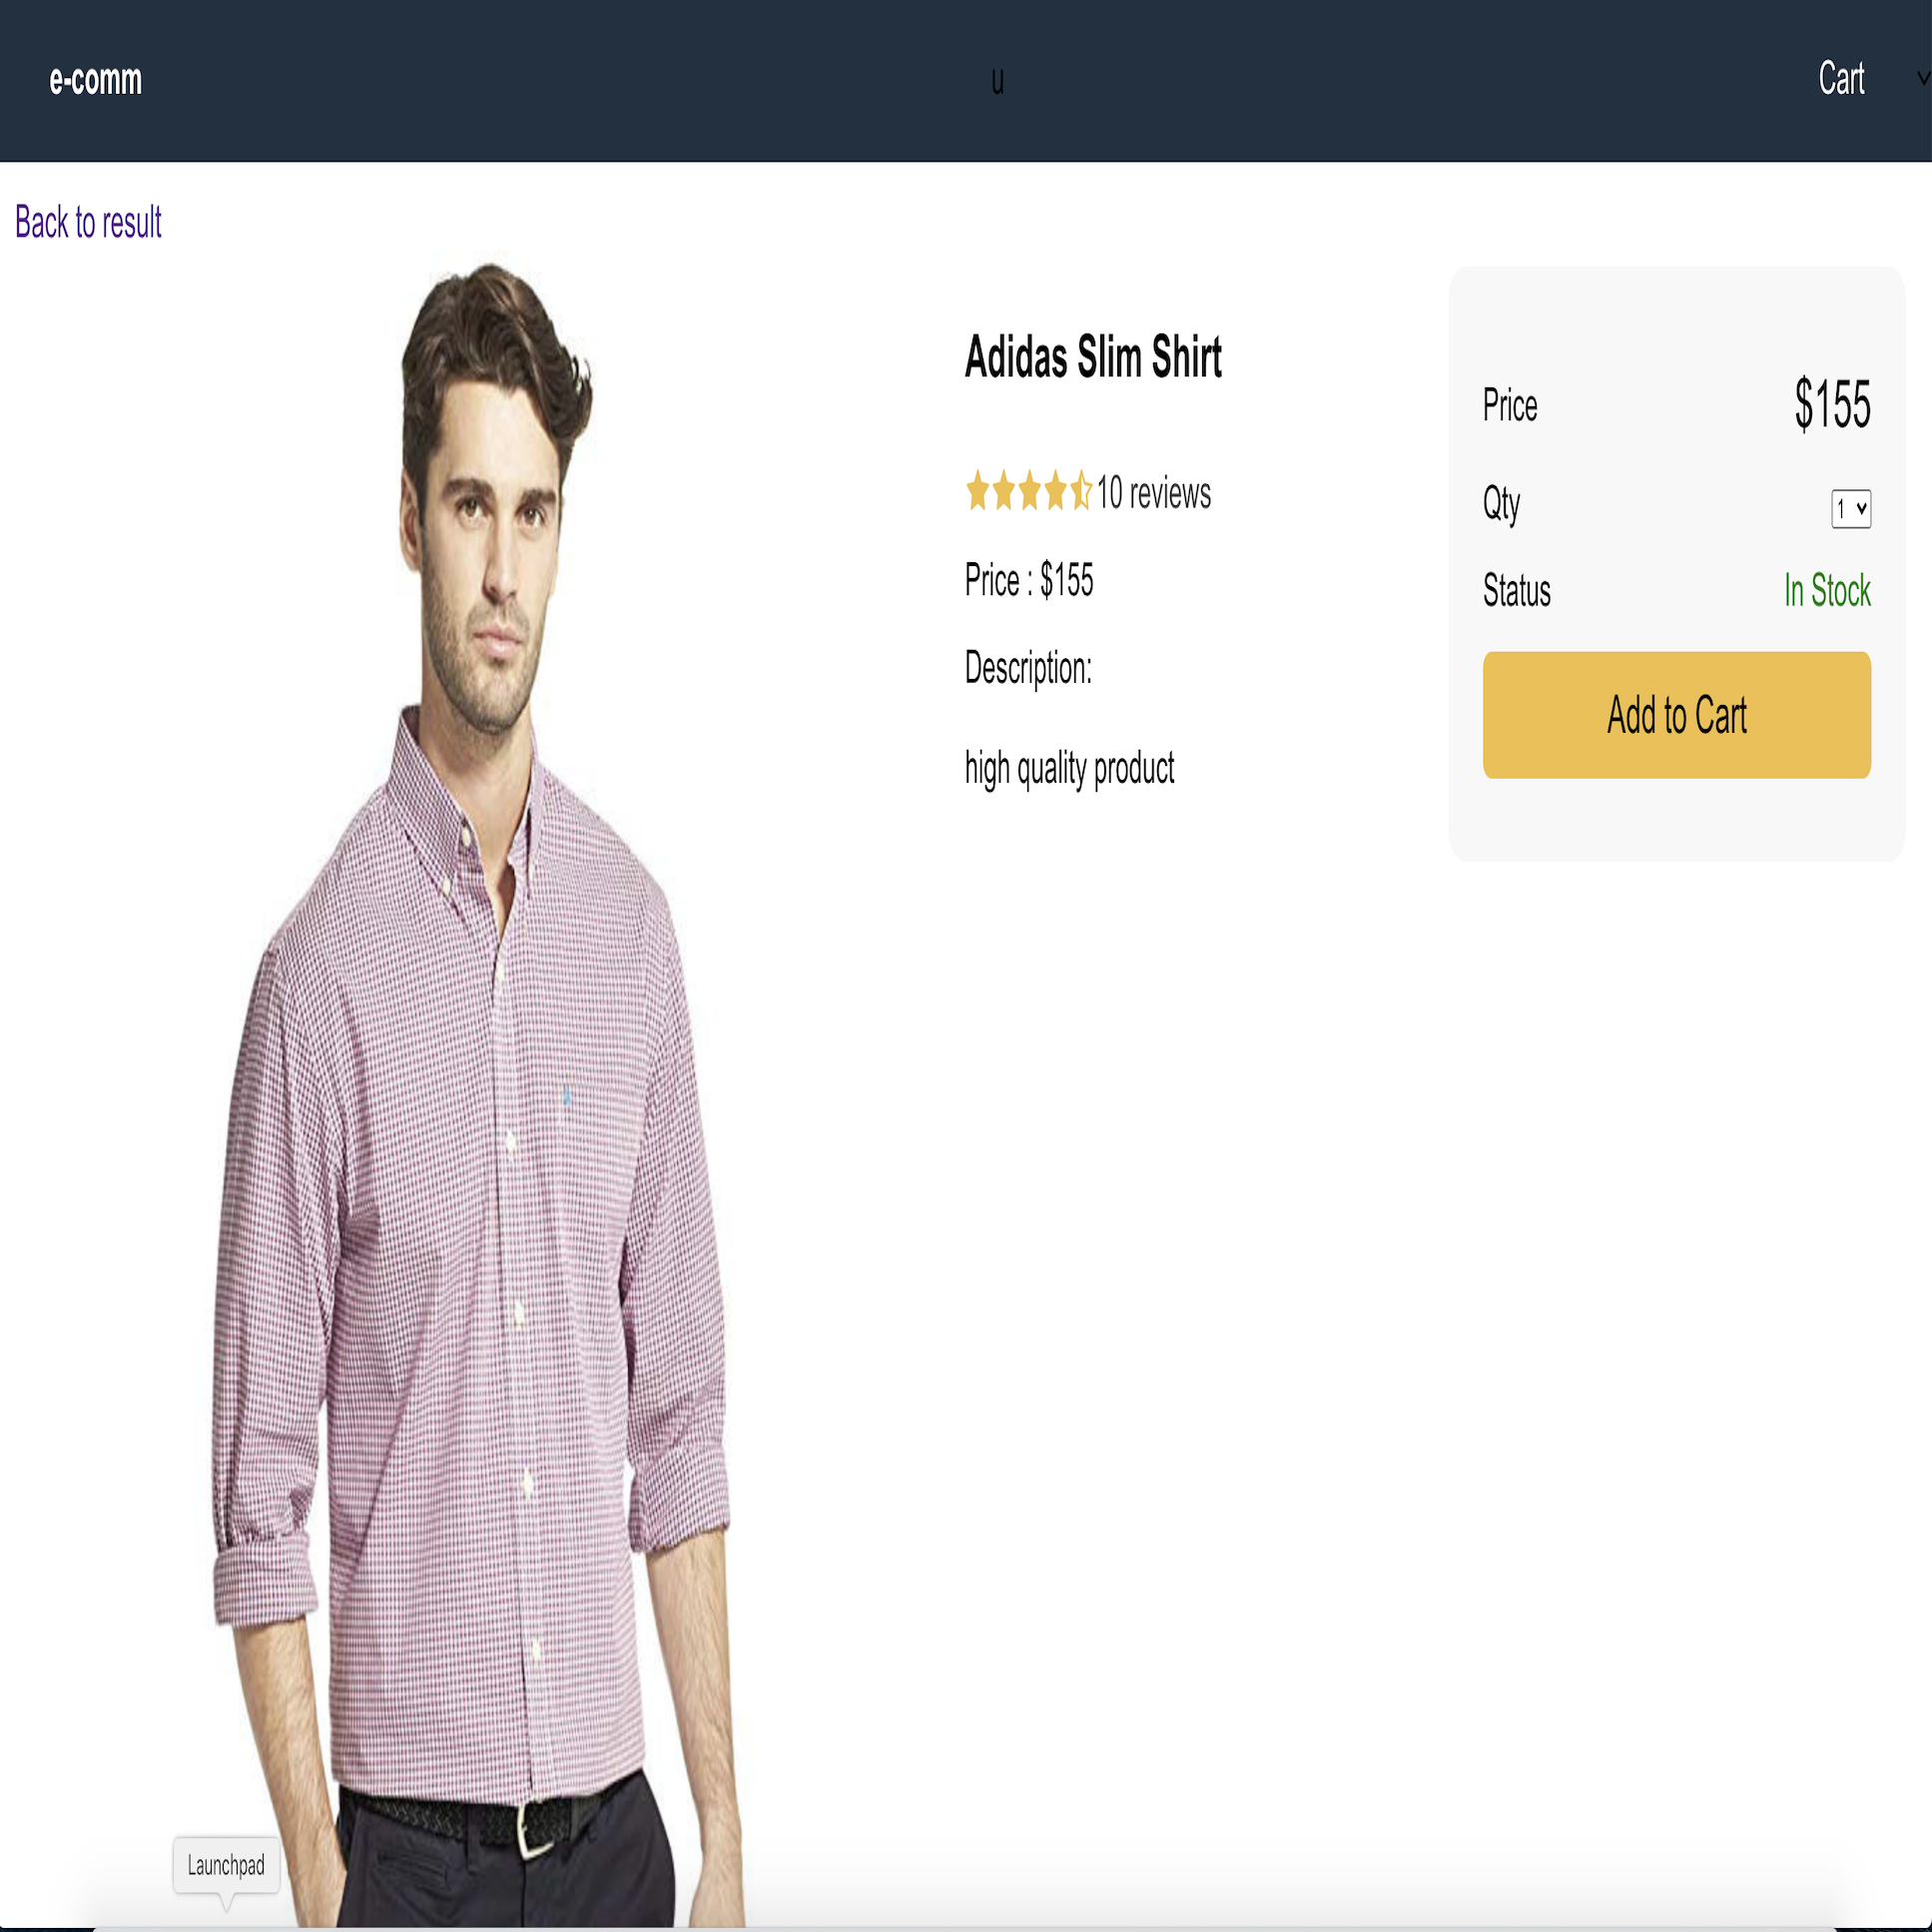 e-comm
u
Cart
Back to result
Adidas Slim Shirt
10 reviews
Price : $155
Description:
high quality product
Price $155
Qty 1
Status In Stock
Add to Cart
Launchpad